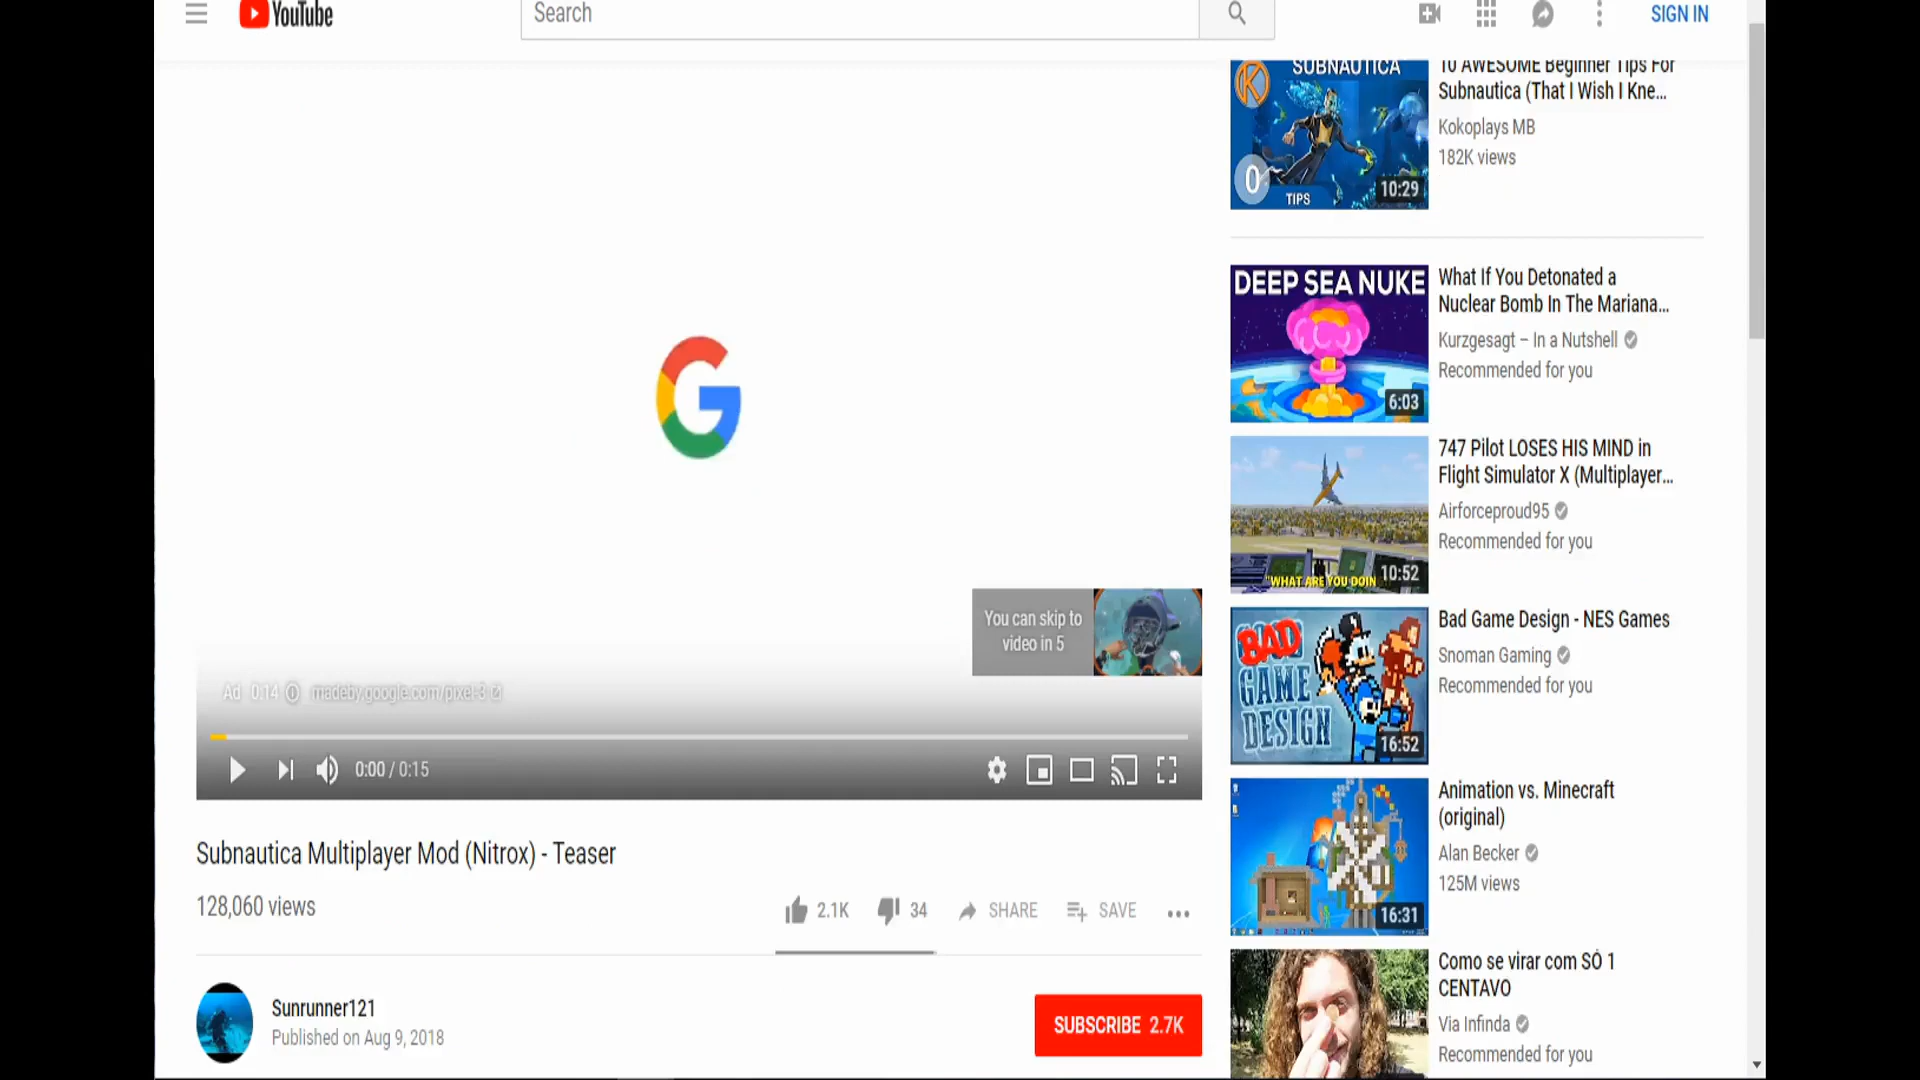 YouTube
Search
SIGN IN
SUBNAUTICA
0
TIPS
10:29
10 AWESOME Beginner Tips For
Subnautica (That I Wish I Kne...
Kokoplays MB
182K views
DEEP SEA NUKE
6:03
What If You Detonated a
Nuclear Bomb In The Mariana...
Kurzgesagt – In a Nutshell
Recommended for you
"WHAT ARE YOU DOIN
10:52
747 Pilot LOSES HIS MIND in
Flight Simulator X (Multiplayer...
Airforceproud95
Recommended for you
BAD
GAME
DESIGN
16:52
Bad Game Design - NES Games
Snoman Gaming
Recommended for you
16:31
Animation vs. Minecraft
(original)
Alan Becker
125M views
Como se virar com SÓ 1
CENTAVO
Via Infinda
Recommended for you
G
You can skip to
video in 5
Ad 0:14 madeby.google.com/pixel-3
0:00 / 0:15
Subnautica Multiplayer Mod (Nitrox) - Teaser
128,060 views
2.1K
34
SHARE
SAVE
Sunrunner121
Published on Aug 9, 2018
SUBSCRIBE 2.7K